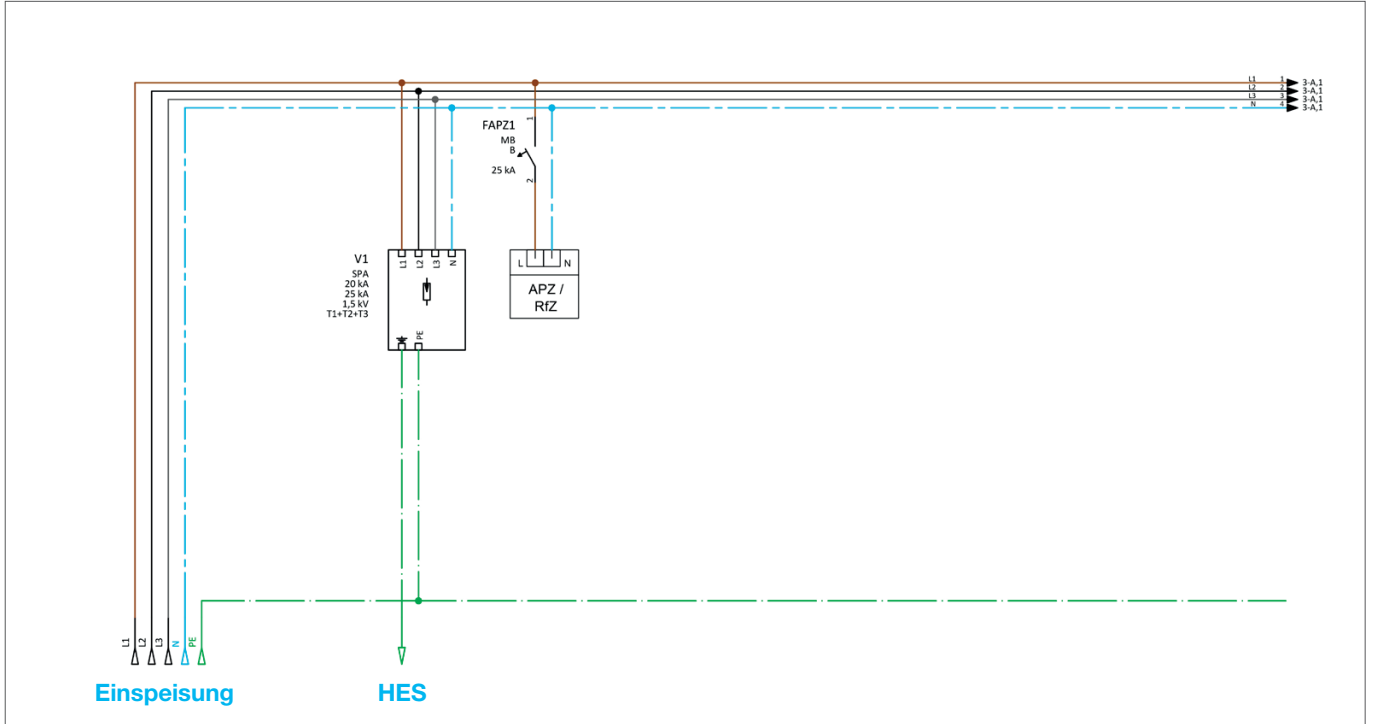 L1 1 3-A,1
L2 2 3-A,1
L3 3 3-A,1
N 4 3-A,1
FAPZ1
MB
B
25 kA
1
2
V1
SPA
20 kA
25 kA
1,5 kV
T1+T2+T3
L1
L2
L3
N
PE
L N
APZ /
RfZ
L1
L2
L3
N
PE
Einspeisung
HES